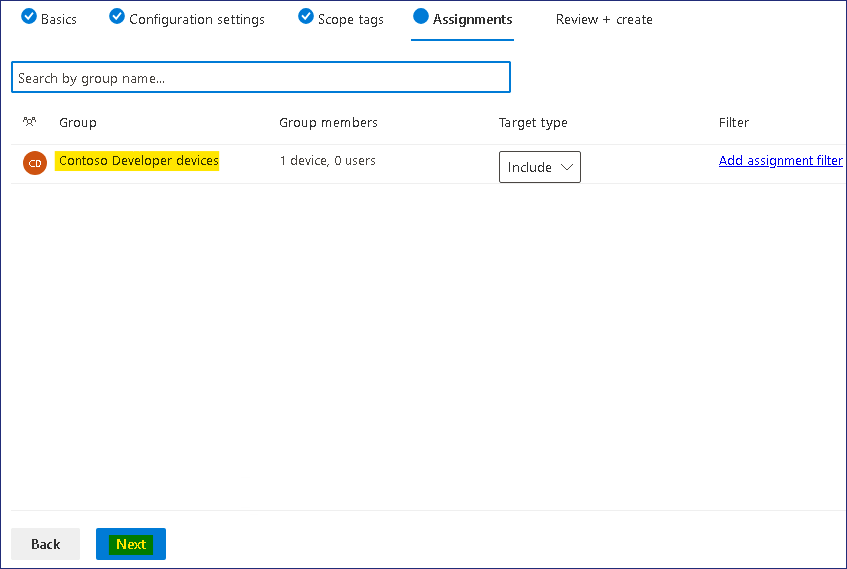 Basics Configuration settings Scope tags Assignments Review + create
Search by group name...
Group Group members Target type Filter
CD Contoso Developer devices 1 device, 0 users Include Add assignment filter
Back Next